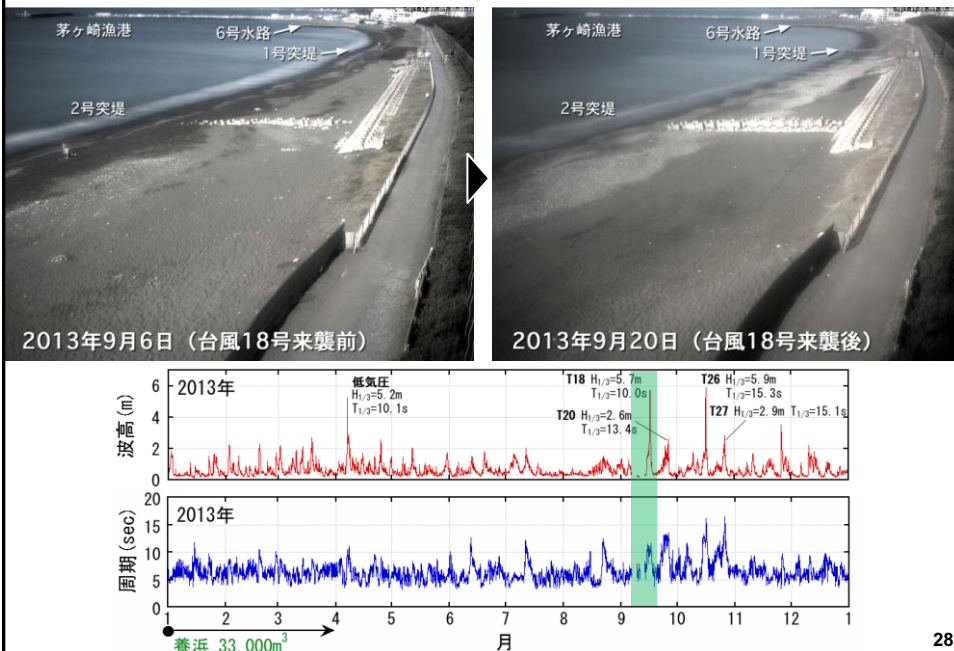 茅ヶ崎漁港
6号水路
1号突堤
2号突堤
2013年9月6日（台風18号来襲前）
茅ヶ崎漁港
6号水路
1号突堤
2号突堤
2013年9月20日（台風18号来襲後）
波高(m)
6
4
2
0
2013年
低気圧
H1/3=5.2m
T1/3=10.1s
T18 H1/3=5.7m
T1/3=10.0s
T20 H1/3=2.6m
T1/3=13.4s
T26 H1/3=5.9m
T1/3=15.3s
T27 H1/3=2.9m T1/3=15.1s
周期(sec)
20
15
10
5
0
2013年
1 2 3 4 5 6 7 8 9 10 11 12 1
月
養浜 33,000m3
28